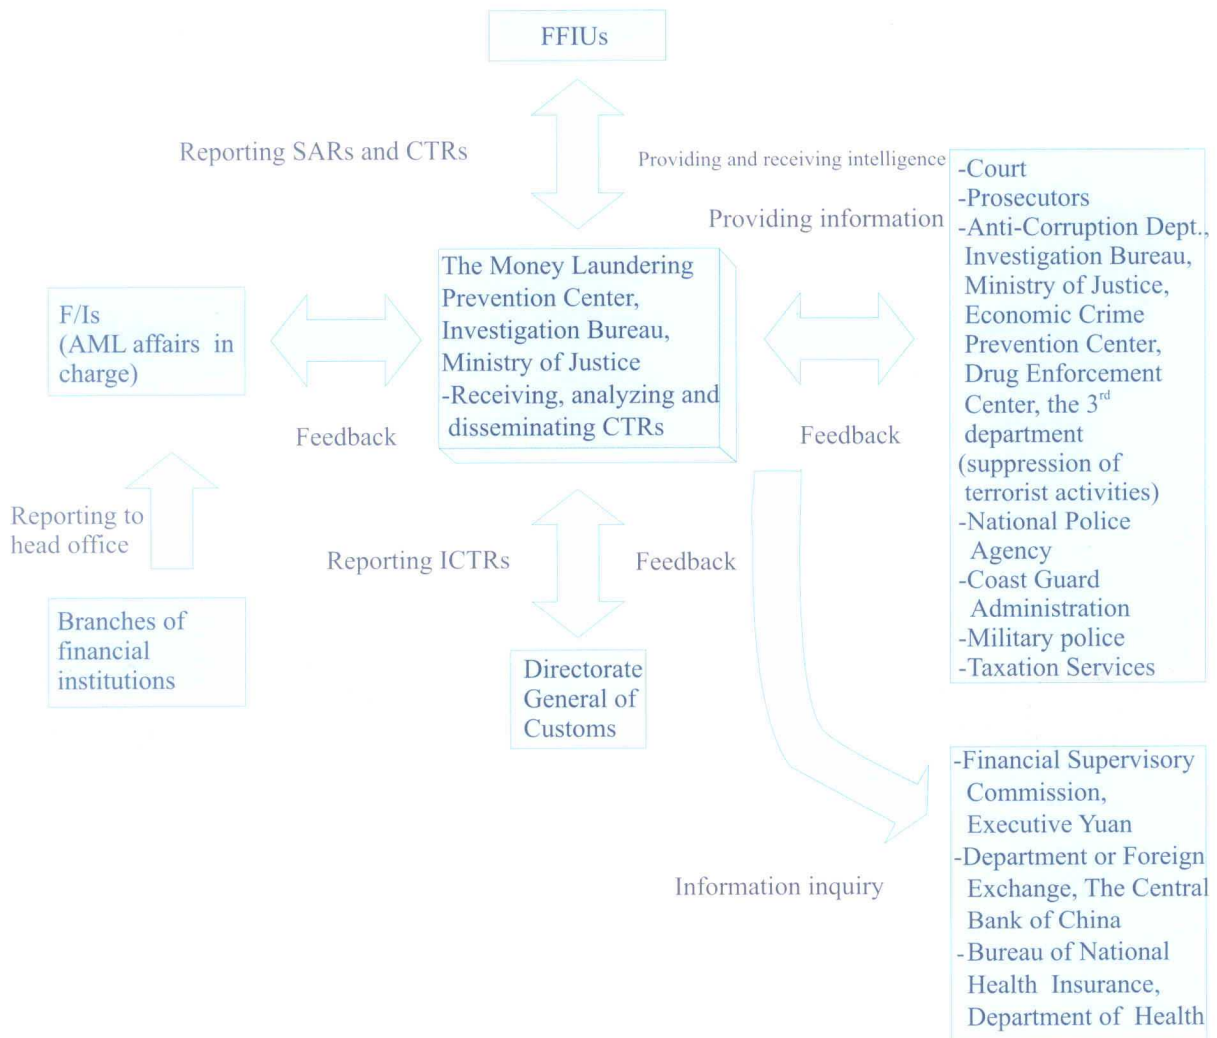 FFIUs
Reporting SARs and CTRs
Providing and receiving intelligence
Providing information
F/Is
(AML affairs in
charge)
The Money Laundering
Prevention Center,
Investigation Bureau,
Ministry of Justice
-Receiving, analyzing and
disseminating CTRs
Feedback
Feedback
-Court
-Prosecutors
-Anti-Corruption Dept.,
Investigation Bureau,
Ministry of Justice,
Economic Crime
Prevention Center,
Drug Enforcement
Center, the 3rd
department
(suppression of
terrorist activities)
-National Police
Agency
-Coast Guard
Administration
-Military police
-Taxation Services
Reporting to
head office
Reporting ICTRs
Feedback
Branches of
financial
institutions
Directorate
General of
Customs
Information inquiry
-Financial Supervisory
Commission,
Executive Yuan
-Department or Foreign
Exchange, The Central
Bank of China
-Bureau of National
Health Insurance,
Department of Health